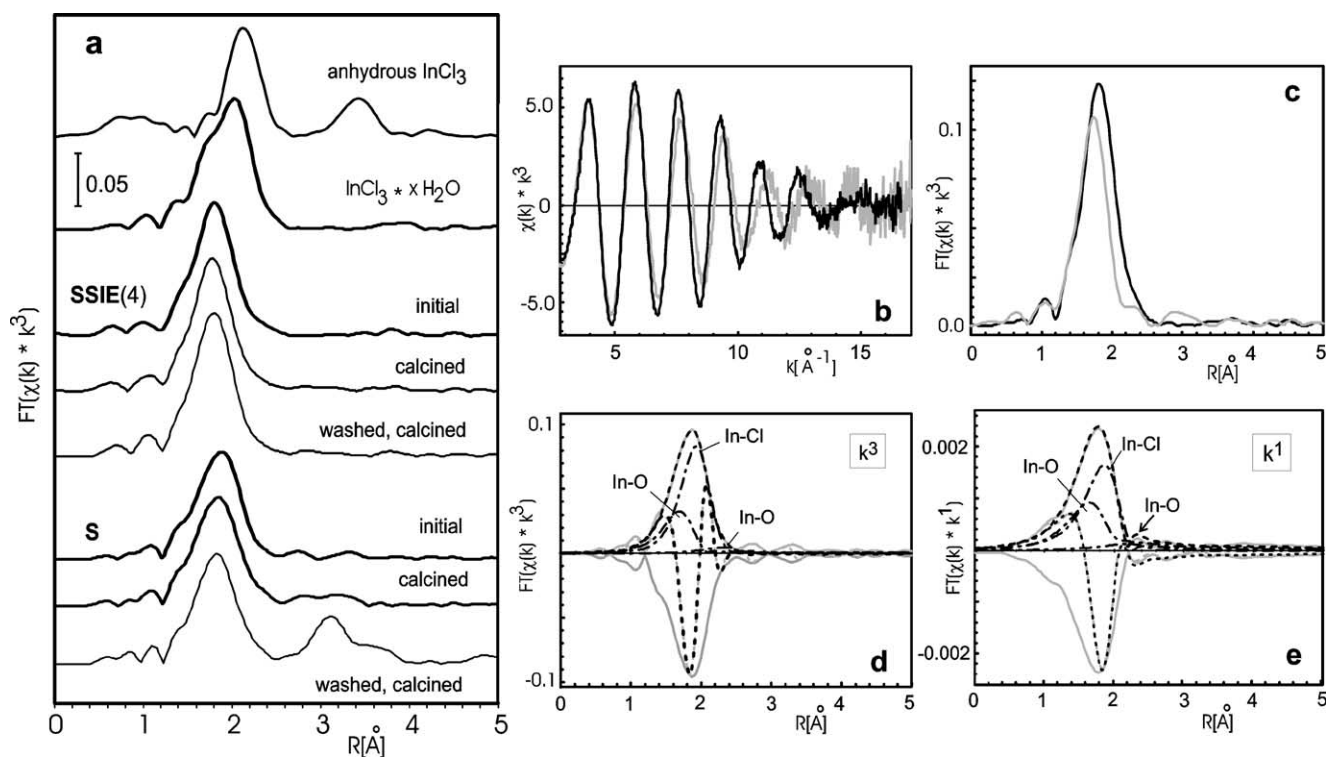 a
anhydrous InCl3
0.05
InCl3 * x H2O
SSIE(4)
initial
calcined
washed, calcined
S
initial
calcined
washed, calcined
FT(χ(k) * k³)
0 1 2 3 4 5
R[Å]
χ(k) * k³
5.0
0
-5.0
b
5 10 15
k[Å⁻¹]
FT(χ(k) * k³)
c
0.1
0.0
0 1 2 3 4 5
R[Å]
FT(χ(k) * k³)
0.1
In-Cl
k³
In-O
In-O
0
-0.1
d
0 1 2 3 4 5
R[Å]
FT(χ(k) * k¹)
0.002
In-Cl
k¹
In-O
In-O
0
-0.002
e
0 1 2 3 4 5
R[Å]